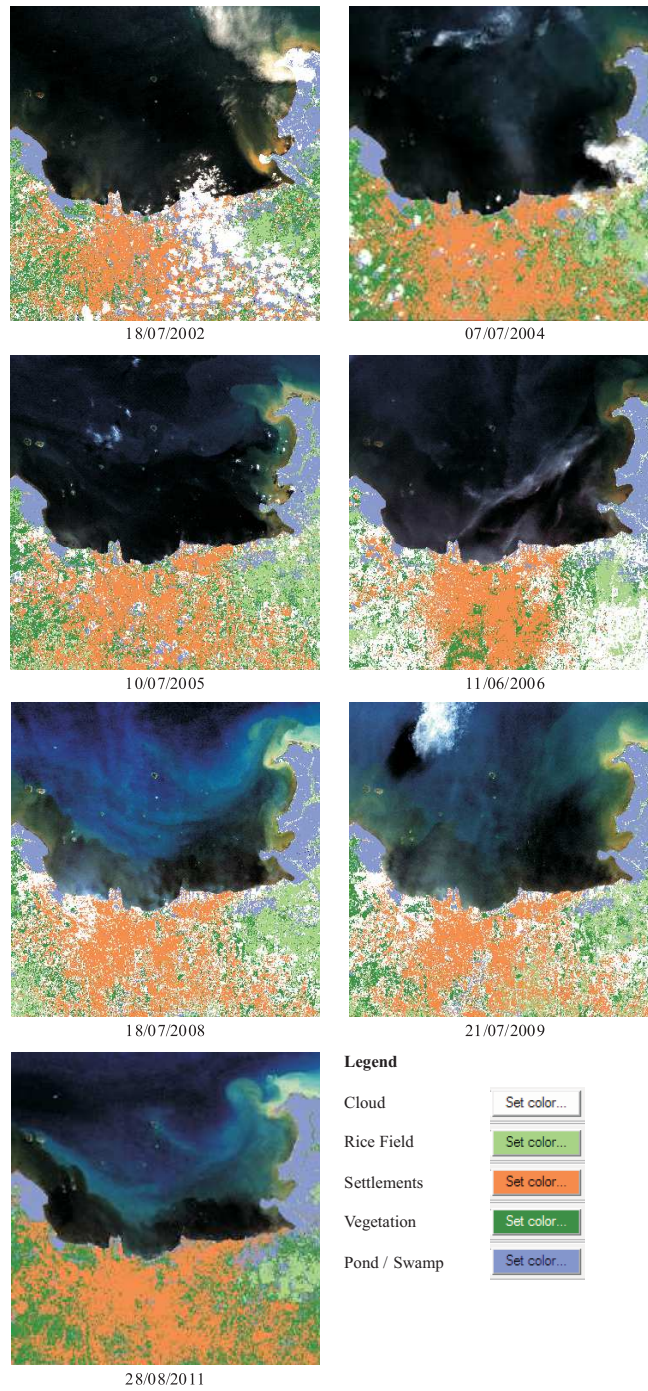 18/07/2002
07/07/2004
10/07/2005
11/06/2006
18/07/2008
21/07/2009
28/08/2011
Legend
Cloud Set color...
Rice Field Set color...
Settlements Set color...
Vegetation Set color...
Pond / Swamp Set color...